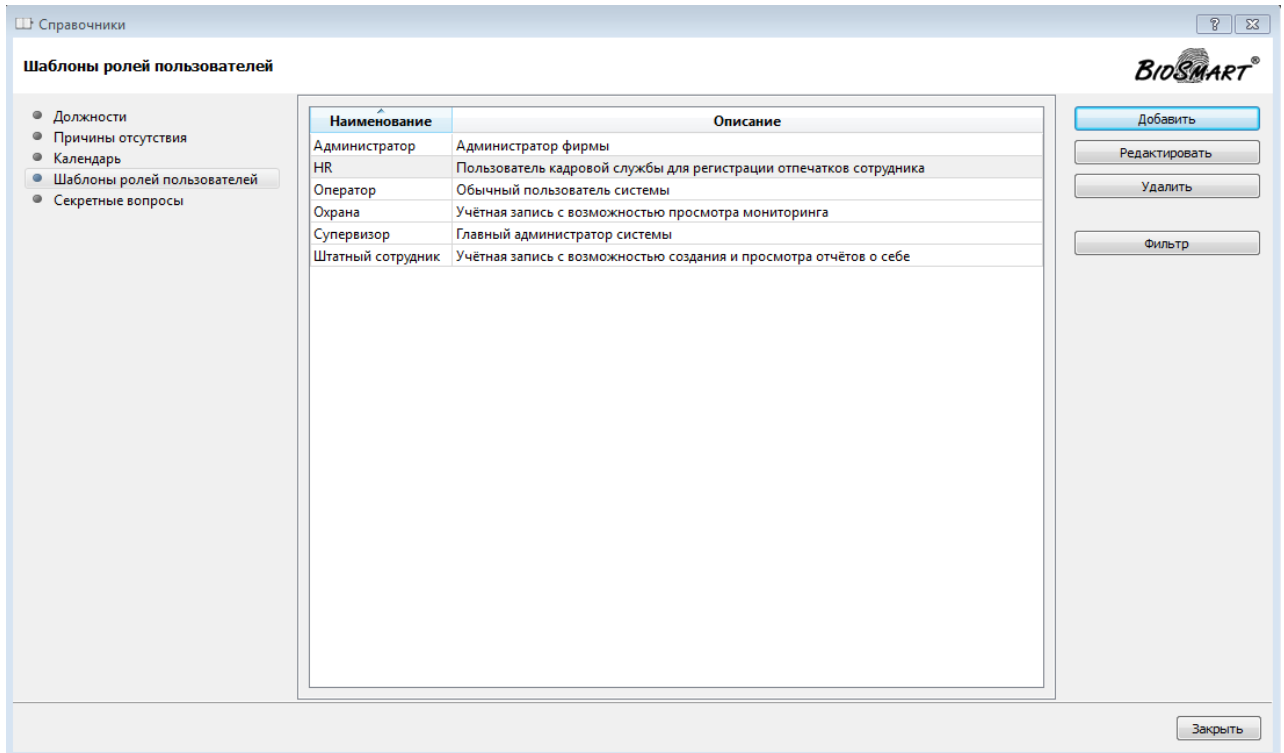 Справочники
Шаблоны ролей пользователей
BIOSMART®
Должности
Причины отсутствия
Календарь
Шаблоны ролей пользователей
Секретные вопросы
Наименование Описание
Администратор Администратор фирмы
HR Пользователь кадровой службы для регистрации отпечатков сотрудника
Оператор Обычный пользователь системы
Охрана Учётная запись с возможностью просмотра мониторинга
Супервизор Главный администратор системы
Штатный сотрудник Учётная запись с возможностью создания и просмотра отчётов о себе
Добавить
Редактировать
Удалить
Фильтр
Закрыть